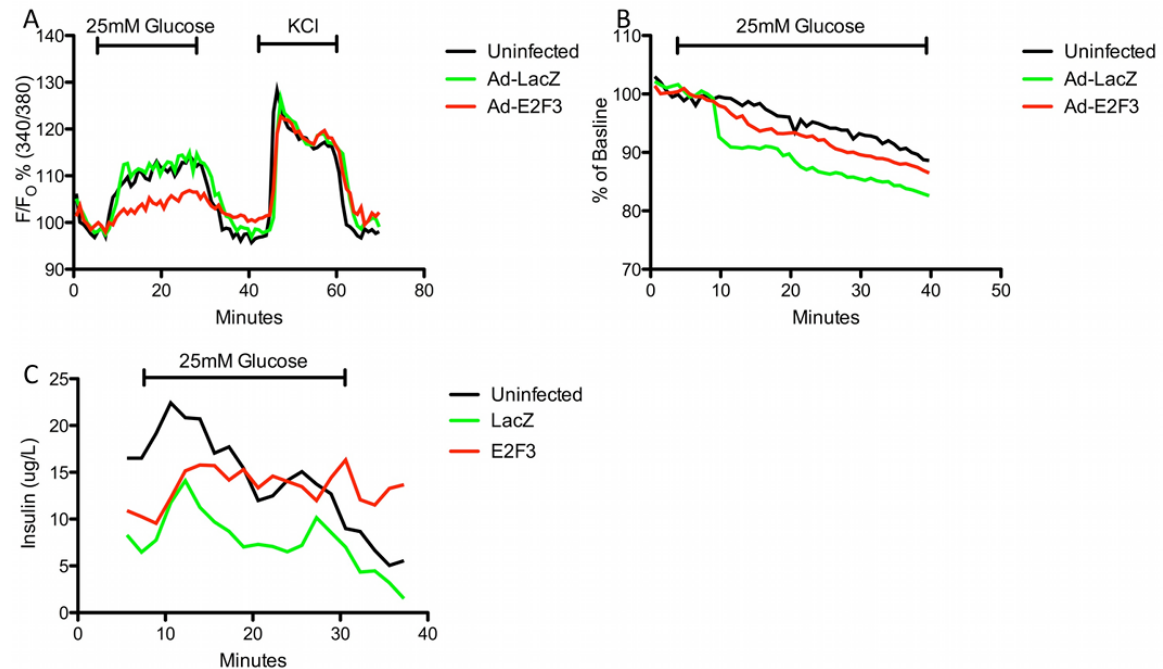 A
25mM Glucose
KCl
140
130
120
110
100
90
F/FO % (340/380)
0
20
40
60
80
Minutes
Uninfected
Ad-LacZ
Ad-E2F3
B
25mM Glucose
110
100
90
80
70
% of Basline
0
10
20
30
40
50
Minutes
Uninfected
Ad-LacZ
Ad-E2F3
C
25mM Glucose
25
20
15
10
5
0
Insulin (ug/L)
0
10
20
30
40
Minutes
Uninfected
LacZ
E2F3